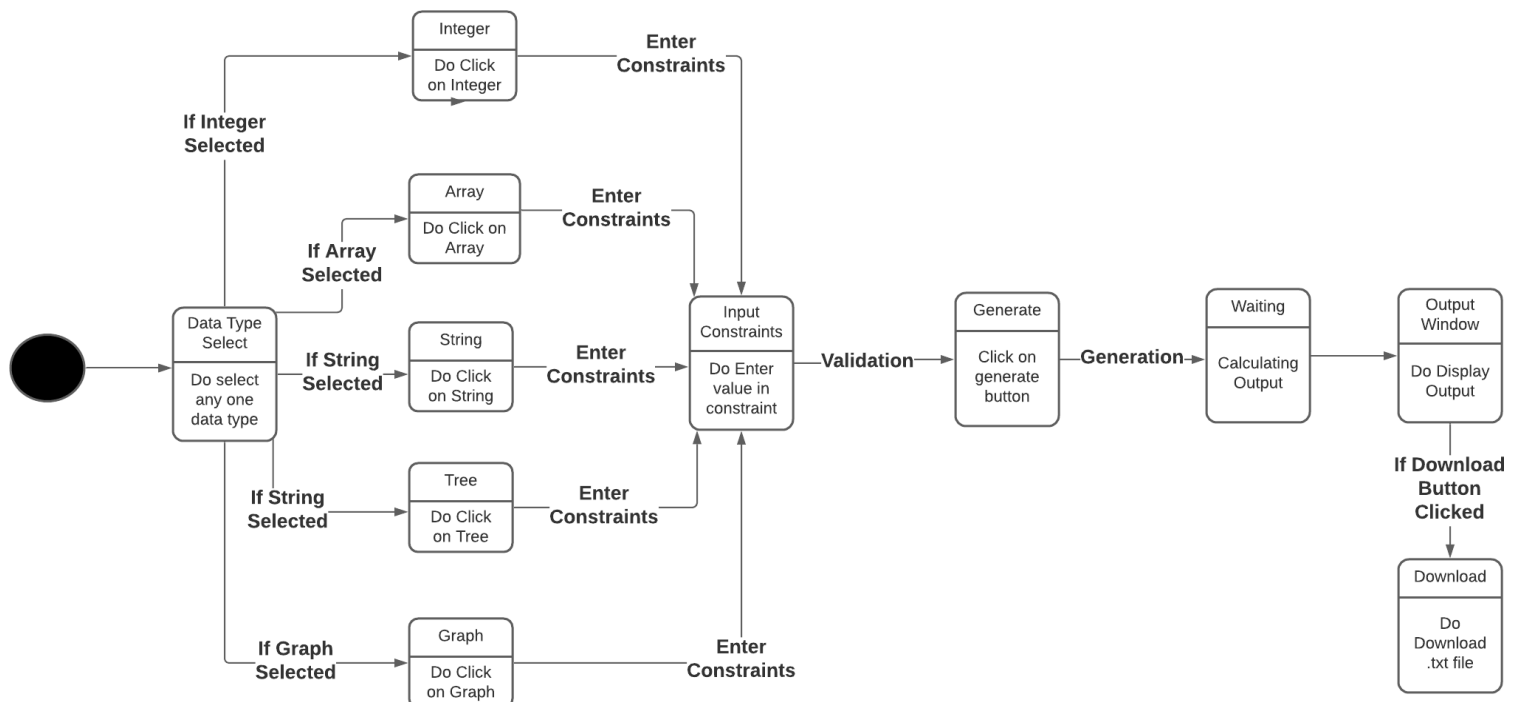 Integer
Do Click
on Integer
Enter
Constraints
If Integer
Selected
Array
Do Click on
Array
Enter
Constraints
If Array
Selected
Data Type
Select
Do select
any one
data type
If String
Selected
String
Do Click
on String
Enter
Constraints
Input
Constraints
Do Enter
value in
constraint
Validation
Generate
Click on
generate
button
Generation
Waiting
Calculating
Output
Output
Window
Do Display
Output
If String
Selected
Tree
Do Click
on Tree
Enter
Constraints
If Download
Button
Clicked
Download
Do
Download
.txt file
If Graph
Selected
Graph
Do Click
on Graph
Enter
Constraints